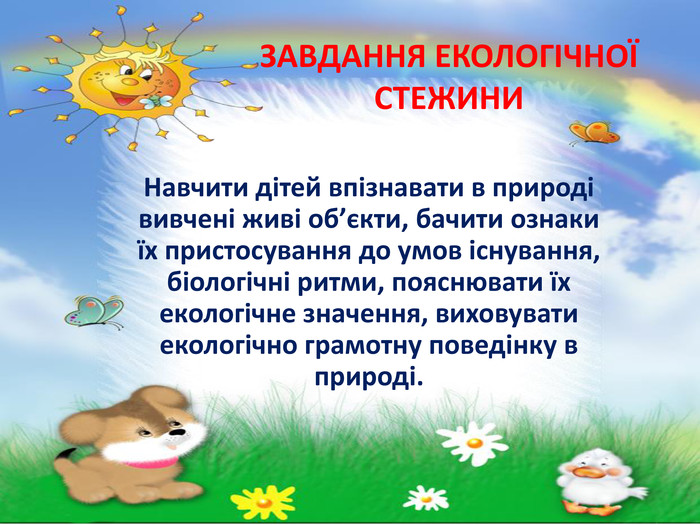 ЗАВДАННЯ ЕКОЛОГІЧНОЇ
СТЕЖИНИ
Навчити дітей впізнавати в природі
вивчені живі об’єкти, бачити ознаки
їх пристосування до умов існування,
біологічні ритми, пояснювати їх
екологічне значення, виховувати
екологічно грамотну поведінку в
природі.